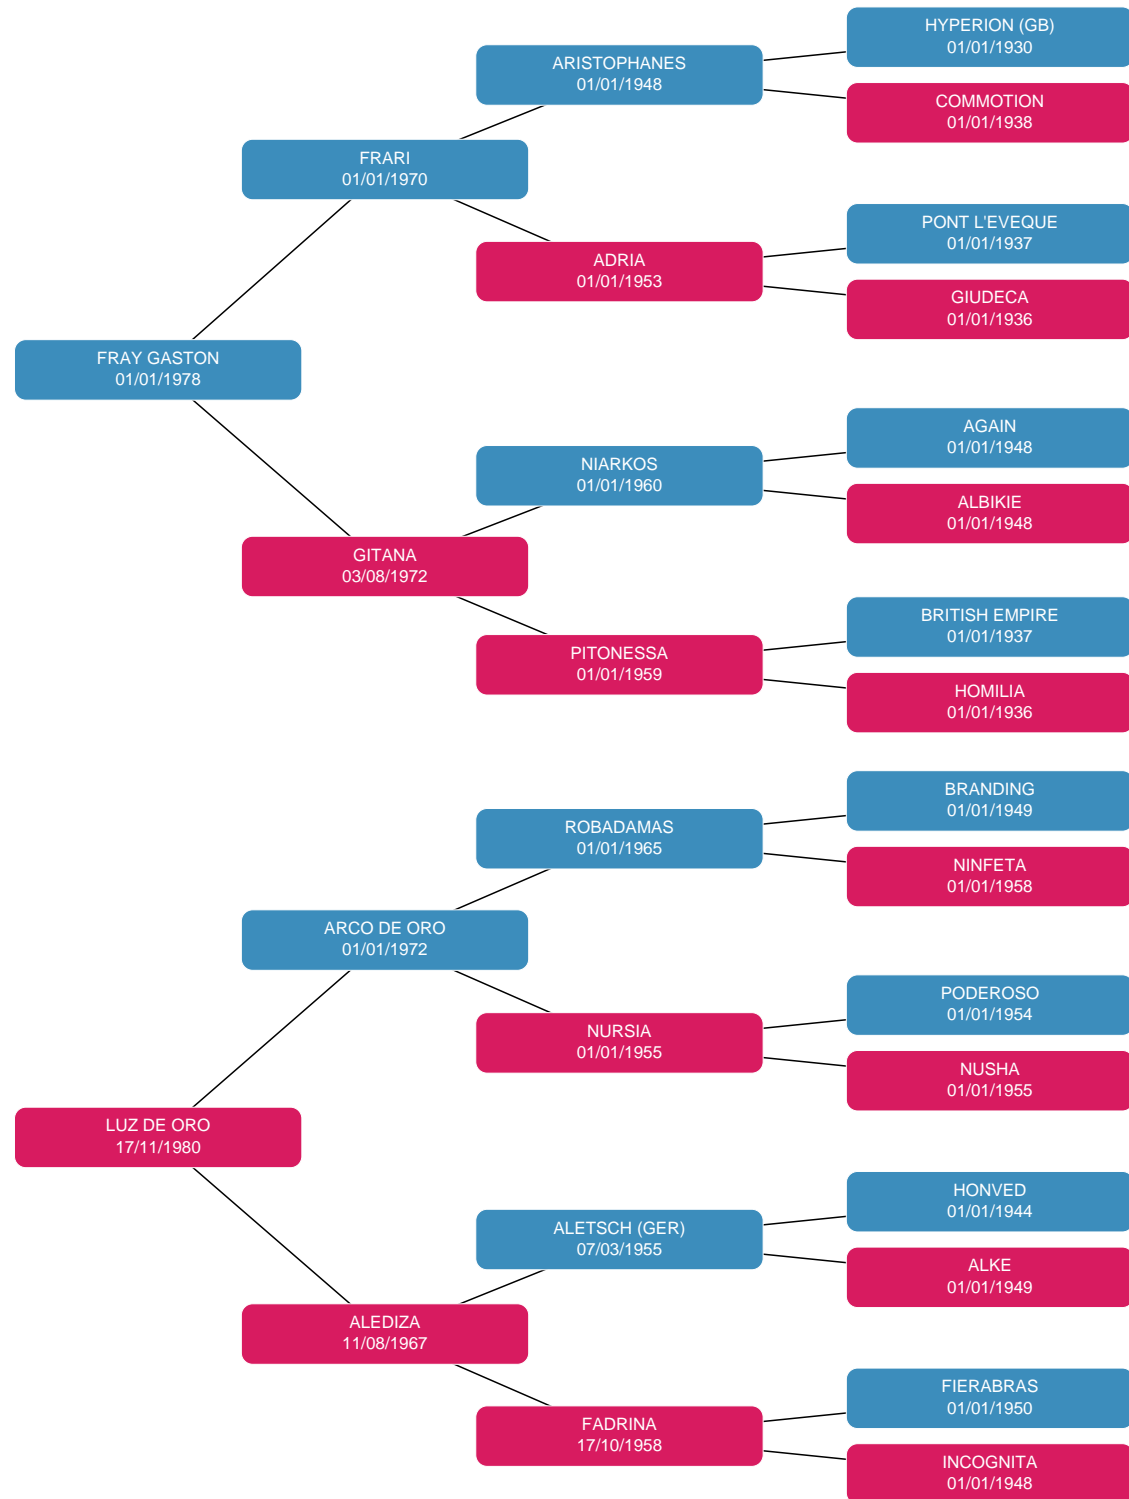 HYPERION (GB)
01/01/1930
ARISTOPHANES
01/01/1948
COMMOTION
01/01/1938
FRARI
01/01/1970
PONT L'EVEQUE
01/01/1937
ADRIA
01/01/1953
GIUDECA
01/01/1936
FRAY GASTON
01/01/1978
AGAIN
01/01/1948
NIARKOS
01/01/1960
ALBIKIE
01/01/1948
GITANA
03/08/1972
BRITISH EMPIRE
01/01/1937
PITONESSA
01/01/1959
HOMILIA
01/01/1936
BRANDING
01/01/1949
ROBADAMAS
01/01/1965
NINFETA
01/01/1958
ARCO DE ORO
01/01/1972
PODEROSO
01/01/1954
NURSIA
01/01/1955
NUSHA
01/01/1955
LUZ DE ORO
17/11/1980
HONVED
01/01/1944
ALETSCH (GER)
07/03/1955
ALKE
01/01/1949
ALEDIZA
11/08/1967
FIERABRAS
01/01/1950
FADRINA
17/10/1958
INCOGNITA
01/01/1948